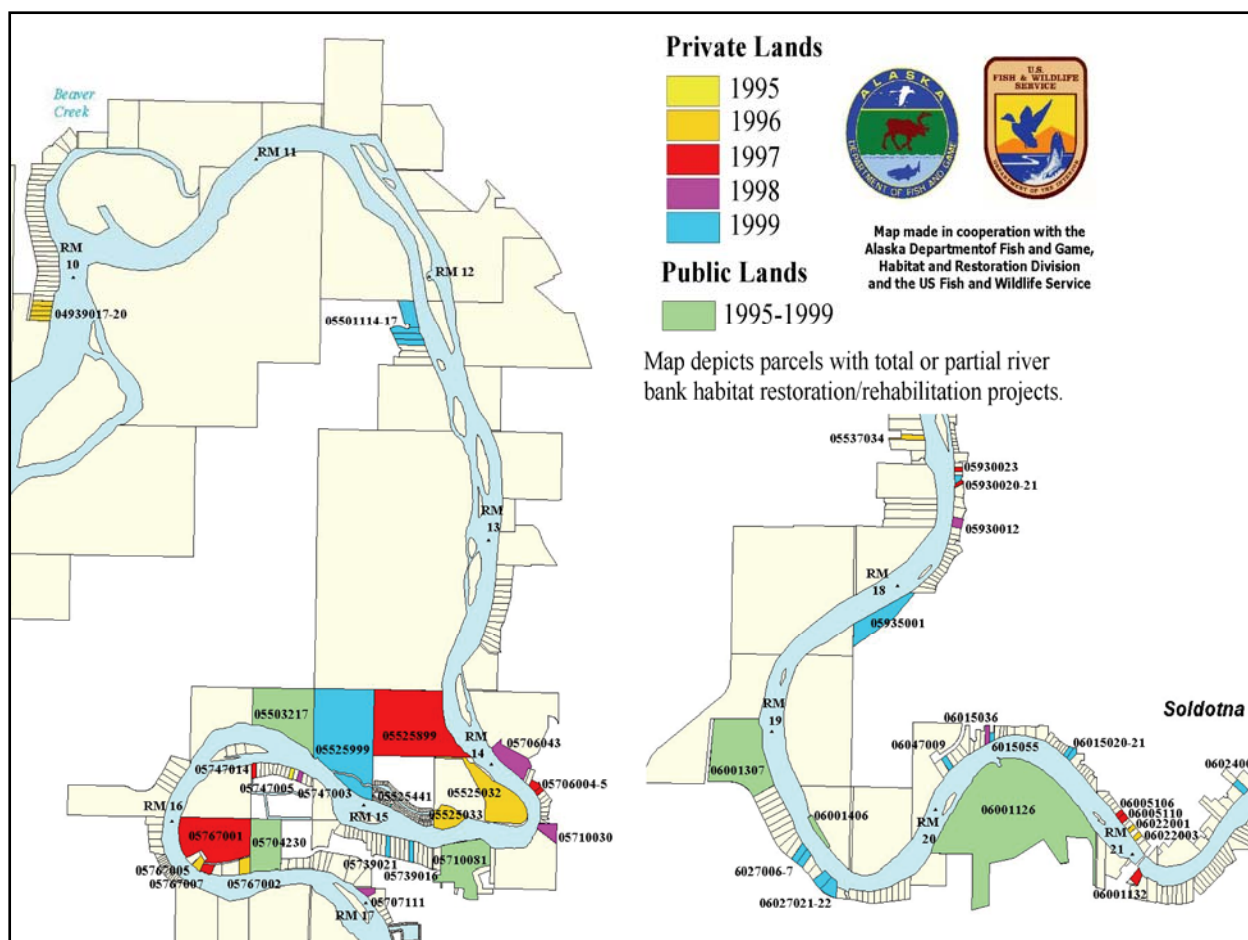 Beaver
Creek
RM 11
RM
10
RM 12
04939017-20
05501114-17
RM
13
05503217
05525999
05525899
RM
14
05706043
05706004-5
05747014
05747005
05747003
05525441
05525032
05525033
05710030
RM 16
RM 15
05767001
05704230
05739021
05739016
05710081
05767005
05767007
05767002
05707111
RM 17
Private Lands
1995
1996
1997
1998
1999
Public Lands
1995-1999
ALASKA
DEPARTMENT OF FISH AND GAME
U.S.
FISH & WILDLIFE
SERVICE
DEPARTMENT OF THE INTERIOR
Map made in cooperation with the
Alaska Departmentof Fish and Game,
Habitat and Restoration Division
and the US Fish and Wildlife Service
Map depicts parcels with total or partial river
bank habitat restoration/rehabilitation projects.
05537034
05930023
05930020-21
05930012
RM
18
05935001
RM
19
Soldotna
06015036
06047009
6015055
06015020-21
06001307
06001406
RM
20
06001126
06005106
06005110
06022001
06022003
RM
21
06001132
6027006-7
06027021-22